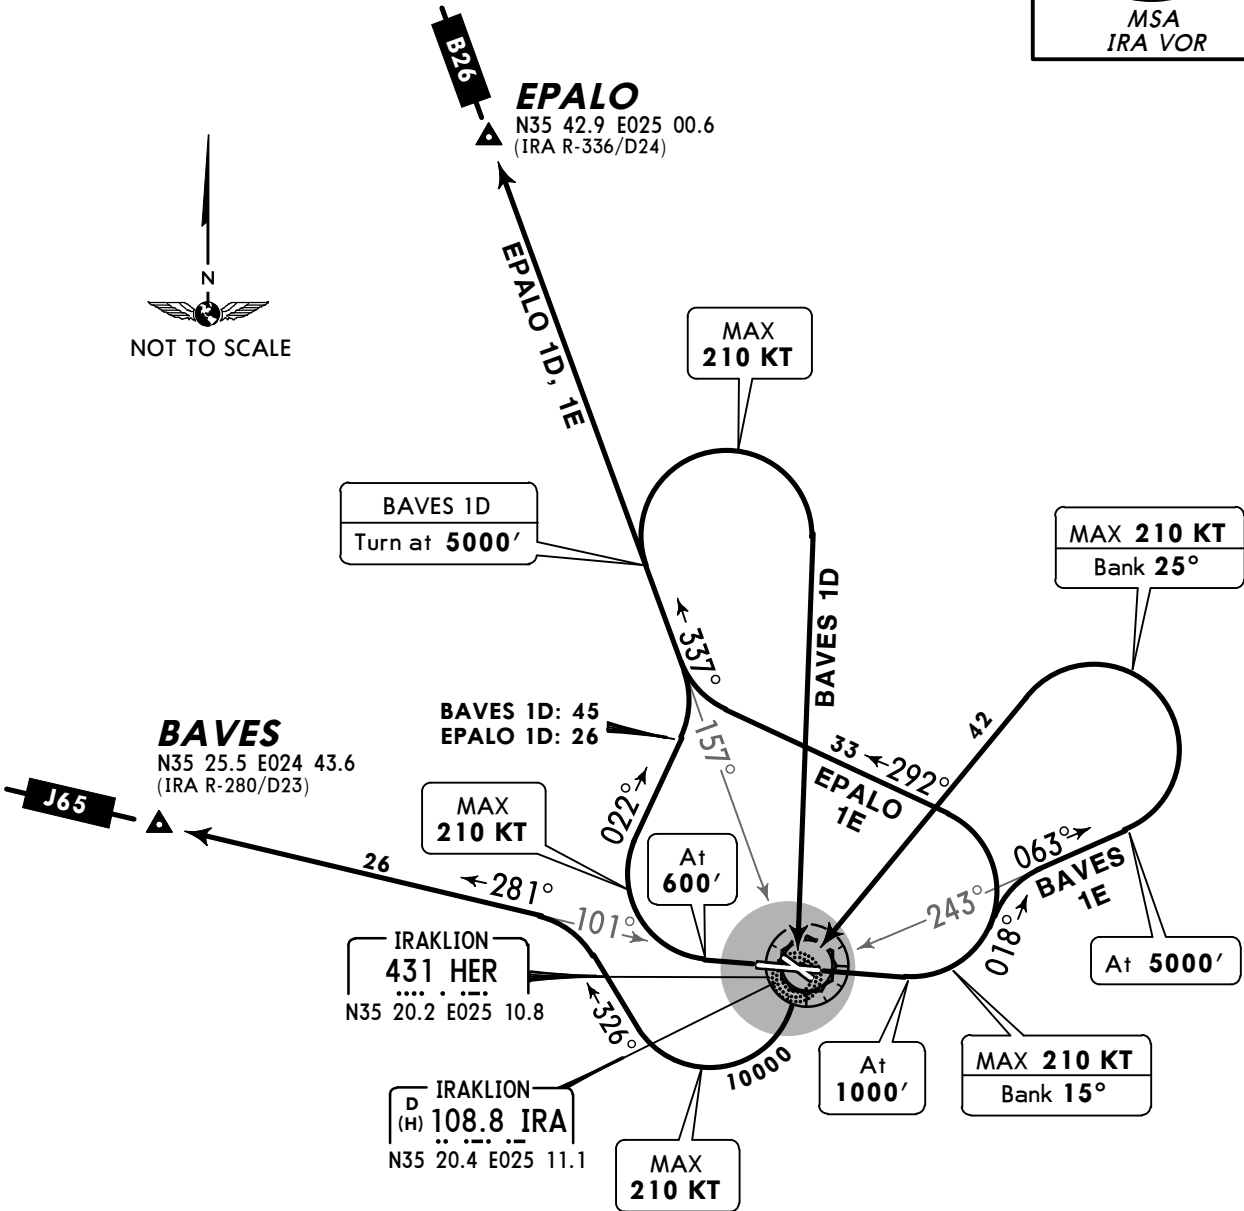 MSA
IRA VOR
B26
EPALO
N35 42.9 E025 00.6
(IRA R-336/D24)
N
NOT TO SCALE
EPALO 1D, 1E
MAX
210 KT
BAVES 1D
Turn at 5000'
MAX 210 KT
Bank 25°
BAVES 1D
337°
157°
BAVES 1D: 45
EPALO 1D: 26
42
33
292°
EPALO
1E
BAVES
N35 25.5 E024 43.6
(IRA R-280/D23)
J65
022°
MAX
210 KT
At
600'
063°
BAVES
1E
243°
018°
26
281°
101°
At 5000'
IRAKLION
431 HER
N35 20.2 E025 10.8
326°
10000
At
1000'
MAX 210 KT
Bank 15°
IRAKLION
D
(H) 108.8 IRA
N35 20.4 E025 11.1
MAX
210 KT